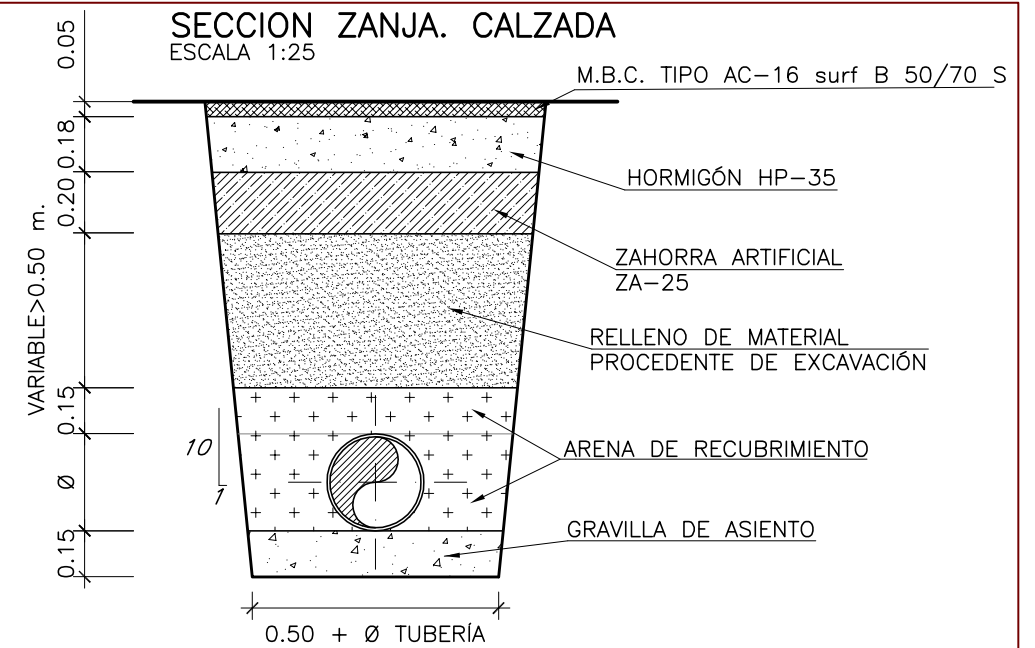 SECCION ZANJA. CALZADA
ESCALA 1:25
M.B.C. TIPO AC-16 surf B 50/70 S
HORMIGÓN HP-35
ZAHORRA ARTIFICIAL
ZA-25
RELLENO DE MATERIAL
PROCEDENTE DE EXCAVACIÓN
ARENA DE RECUBRIMIENTO
GRAVILLA DE ASIENTO
0.05
0.18
0.20
VARIABLE>0.50 m.
0.15
Ø
0.15
10
1
0.50 + Ø TUBERÍA